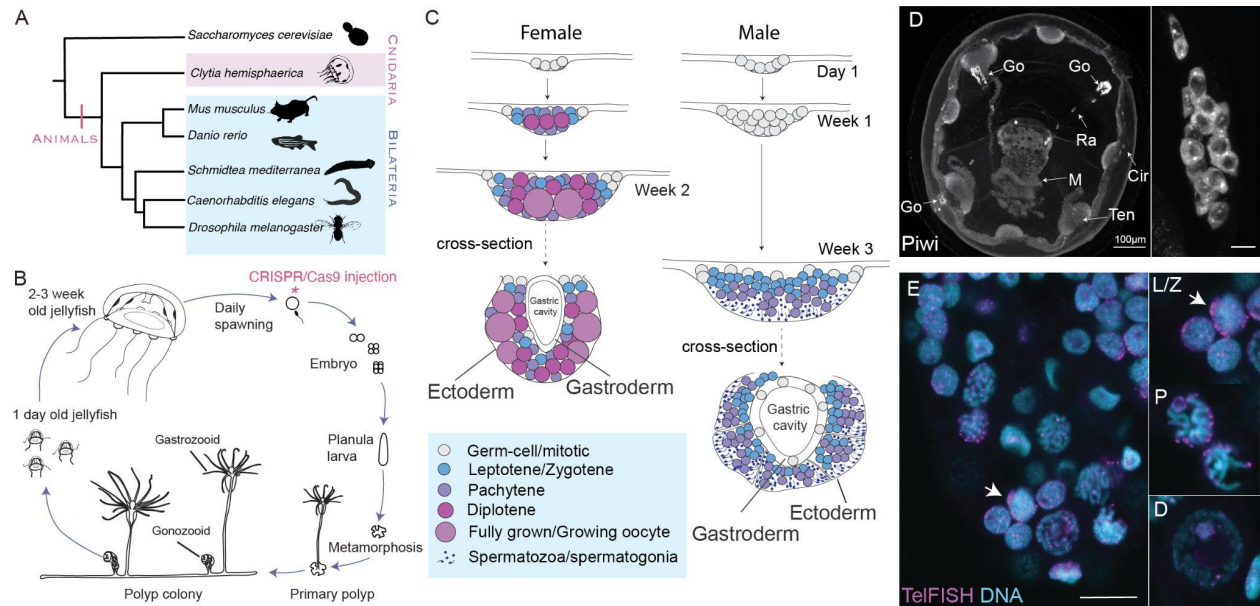 A
Saccharomyces cerevisiae
Clytia hemisphaerica
Mus musculus
Danio rerio
Schmidtea mediterranea
Caenorhabditis elegans
Drosophila melanogaster
ANIMALS
CNIDARIA
BILATERIA
B
CRISPR/Cas9 injection
*
2-3 week
old jellyfish
Daily
spawning
Embryo
1 day old jellyfish
Gastrozooid
Planula
larva
Gonozooid
Metamorphosis
Polyp colony
Primary polyp
C
Female
Male
Day 1
Week 1
Week 2
cross-section
Week 3
Gastric
cavity
cross-section
Ectoderm
Gastroderm
Gastric
cavity
Gastroderm
Ectoderm
Germ-cell/mitotic
Leptotene/Zygotene
Pachytene
Diplotene
Fully grown/Growing oocyte
Spermatozoa/spermatogonia
D
Go
Go
Ra
M
Cir
Go
Ten
Piwi
100µm
E
L/Z
P
D
TelFISH DNA